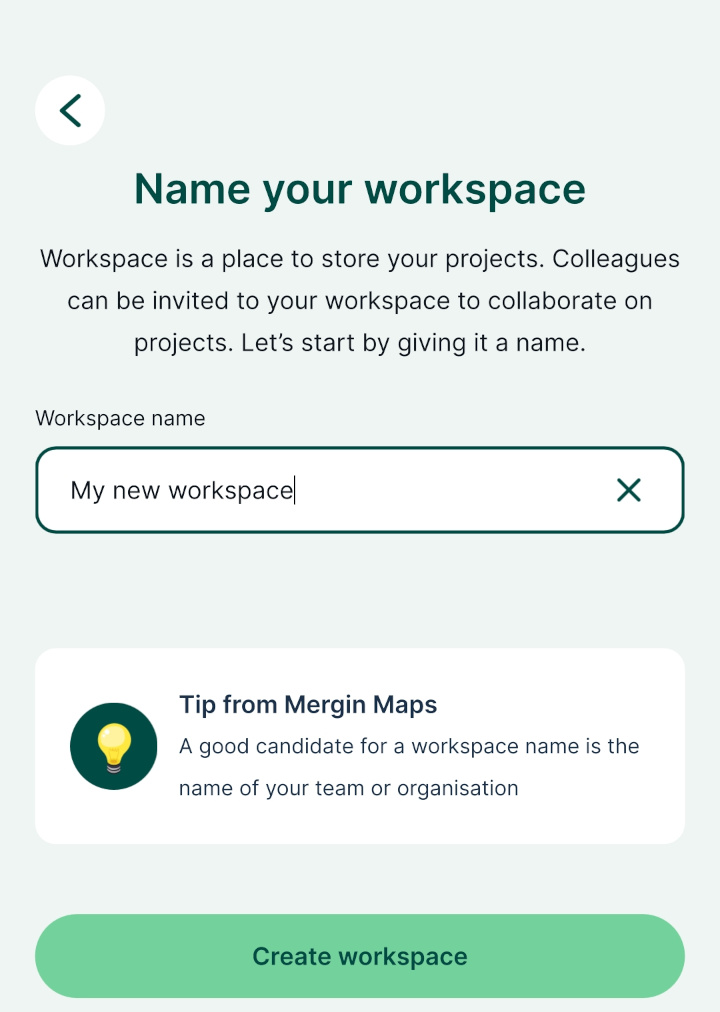 Name your workspace
Workspace is a place to store your projects. Colleagues
can be invited to your workspace to collaborate on
projects. Let’s start by giving it a name.
Workspace name
My new workspace
Tip from Mergin Maps
A good candidate for a workspace name is the
name of your team or organisation
Create workspace